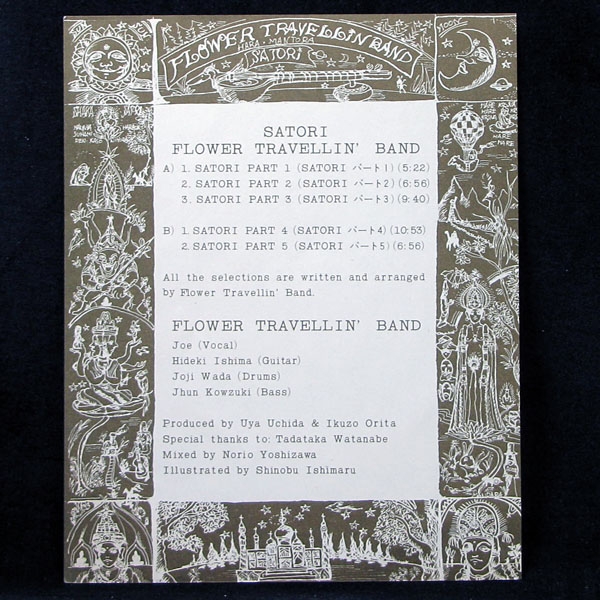 FLOWER TRAVELLIN BAND
SATORI
SUN
MOON
SATORI
FLOWER TRAVELLIN' BAND
A) 1. SATORI PART 1 (SATORI パート1) (5:22)
2. SATORI PART 2 (SATORI パート2) (6:56)
3. SATORI PART 3 (SATORI パート3) (9:40)
B) 1. SATORI PART 4 (SATORI パート4) (10:53)
2. SATORI PART 5 (SATORI パート5) (6:56)
All the selections are written and arranged
by Flower Travellin' Band.
FLOWER TRAVELLIN' BAND
Joe (Vocal)
Hideki Ishima (Guitar)
Joji Wada (Drums)
Jhun Kowzuki (Bass)
Produced by Uya Uchida & Ikuzo Orita
Special thanks to: Tadataka Watanabe
Mixed by Norio Yoshizawa
Illustrated by Shinobu Ishimaru